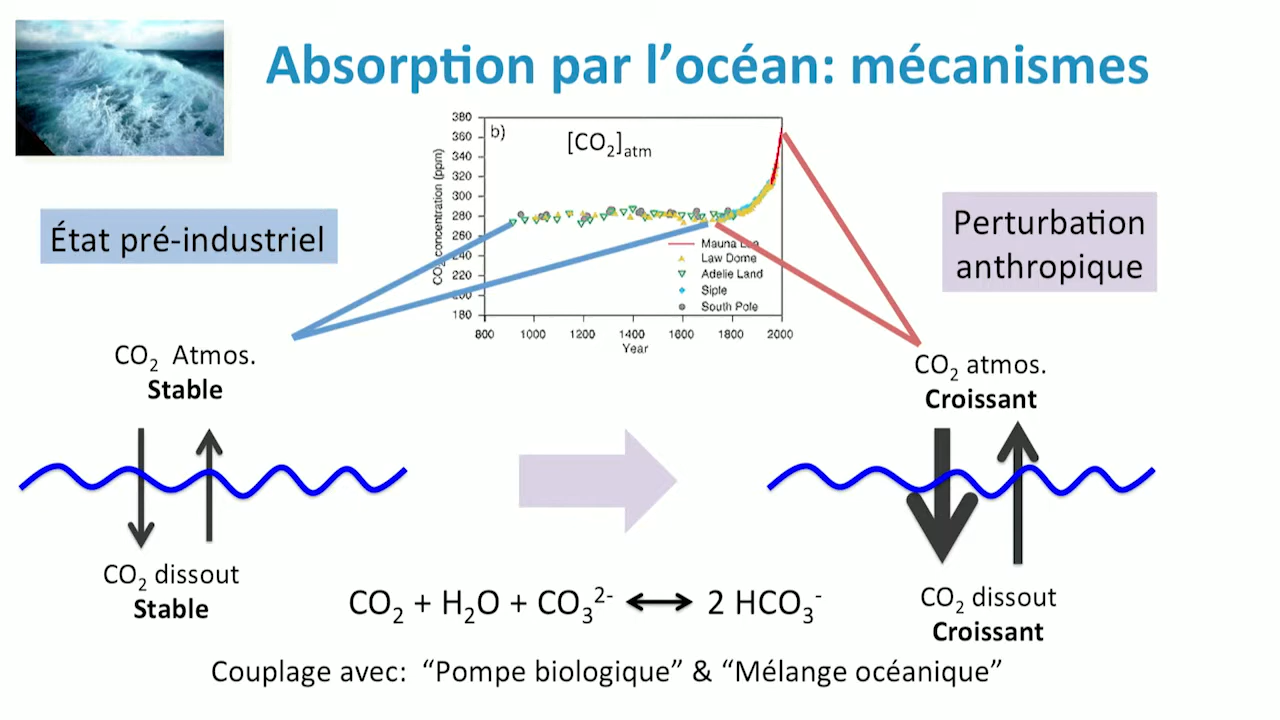 Absorption par l’océan: mécanismes
380
360
340
320
300
280
260
240
220
200
180
CO2 concentration (ppm)
b)
[CO2]atm
Mauna Loa
Law Dome
Adelie Land
Siple
South Pole
800 1000 1200 1400 1600 1800 2000
Year
État pré-industriel
Perturbation
anthropique
CO2 Atmos.
Stable
CO2 atmos.
Croissant
CO2 dissout
Stable
CO2 + H2O + CO3 2- ⟷ 2 HCO3 -
CO2 dissout
Croissant
Couplage avec: “Pompe biologique” & “Mélange océanique”